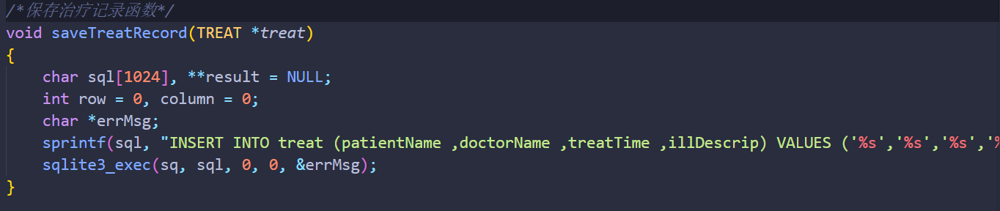 /*保存治疗记录函数*/
void saveTreatRecord(TREAT *treat)
{
    char sql[1024], **result = NULL;
    int row = 0, column = 0;
    char *errMsg;
    sprintf(sql, "INSERT INTO treat (patientName ,doctorName ,treatTime ,illDescrip) VALUES ('%s','%s','%s','%
    sqlite3_exec(sq, sql, 0, 0, &errMsg);
}